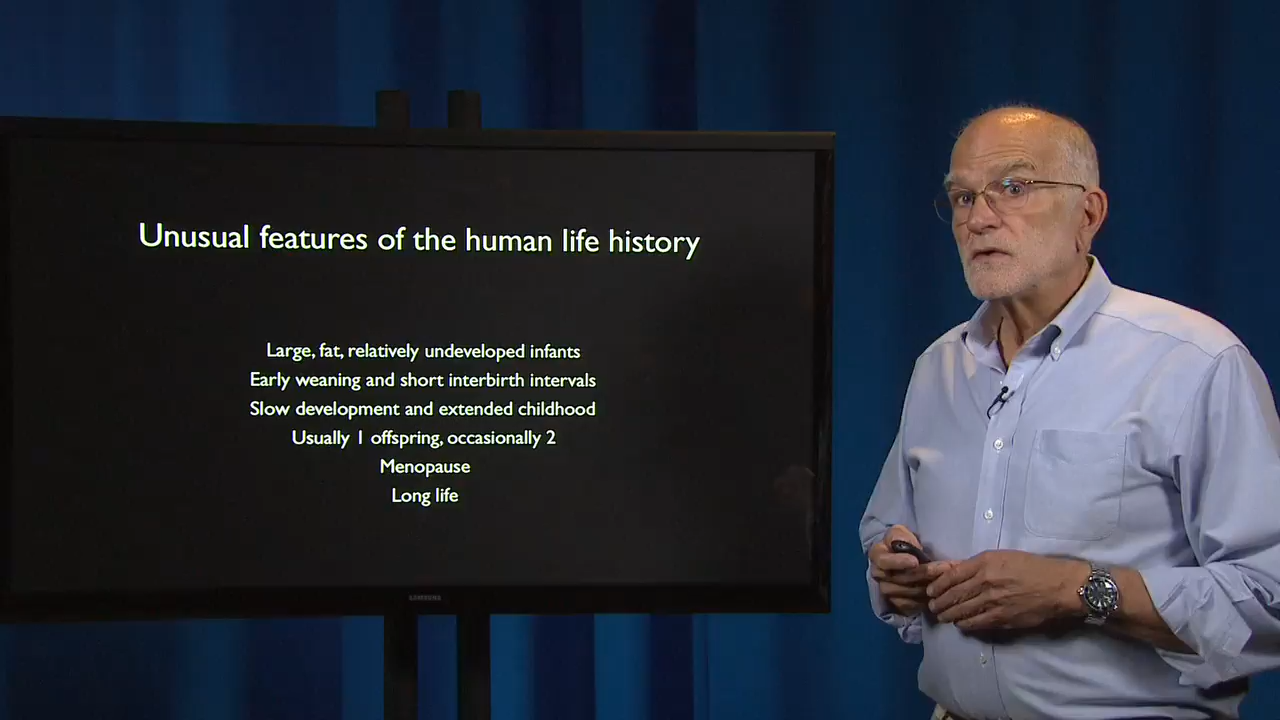 Unusual features of the human life history
Large, fat, relatively undeveloped infants
Early weaning and short interbirth intervals
Slow development and extended childhood
Usually 1 offspring, occasionally 2
Menopause
Long life
SAMSUNG